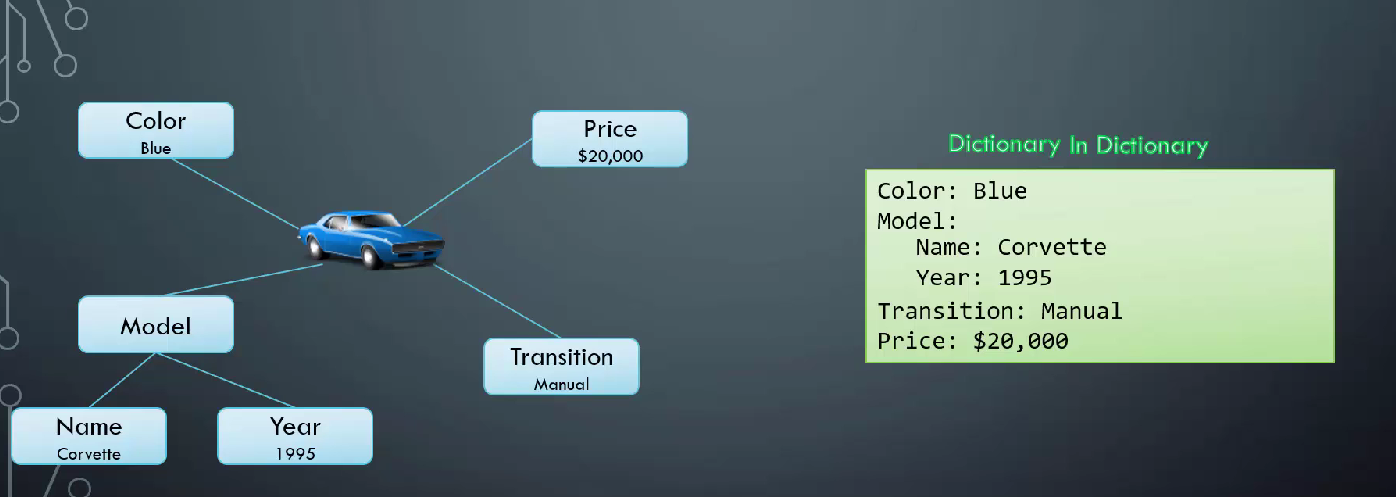 Color
Blue
Price
$20,000
Model
Transition
Manual
Name
Corvette
Year
1995
Dictionary In Dictionary
Color: Blue
Model:
Name: Corvette
Year: 1995
Transition: Manual
Price: $20,000